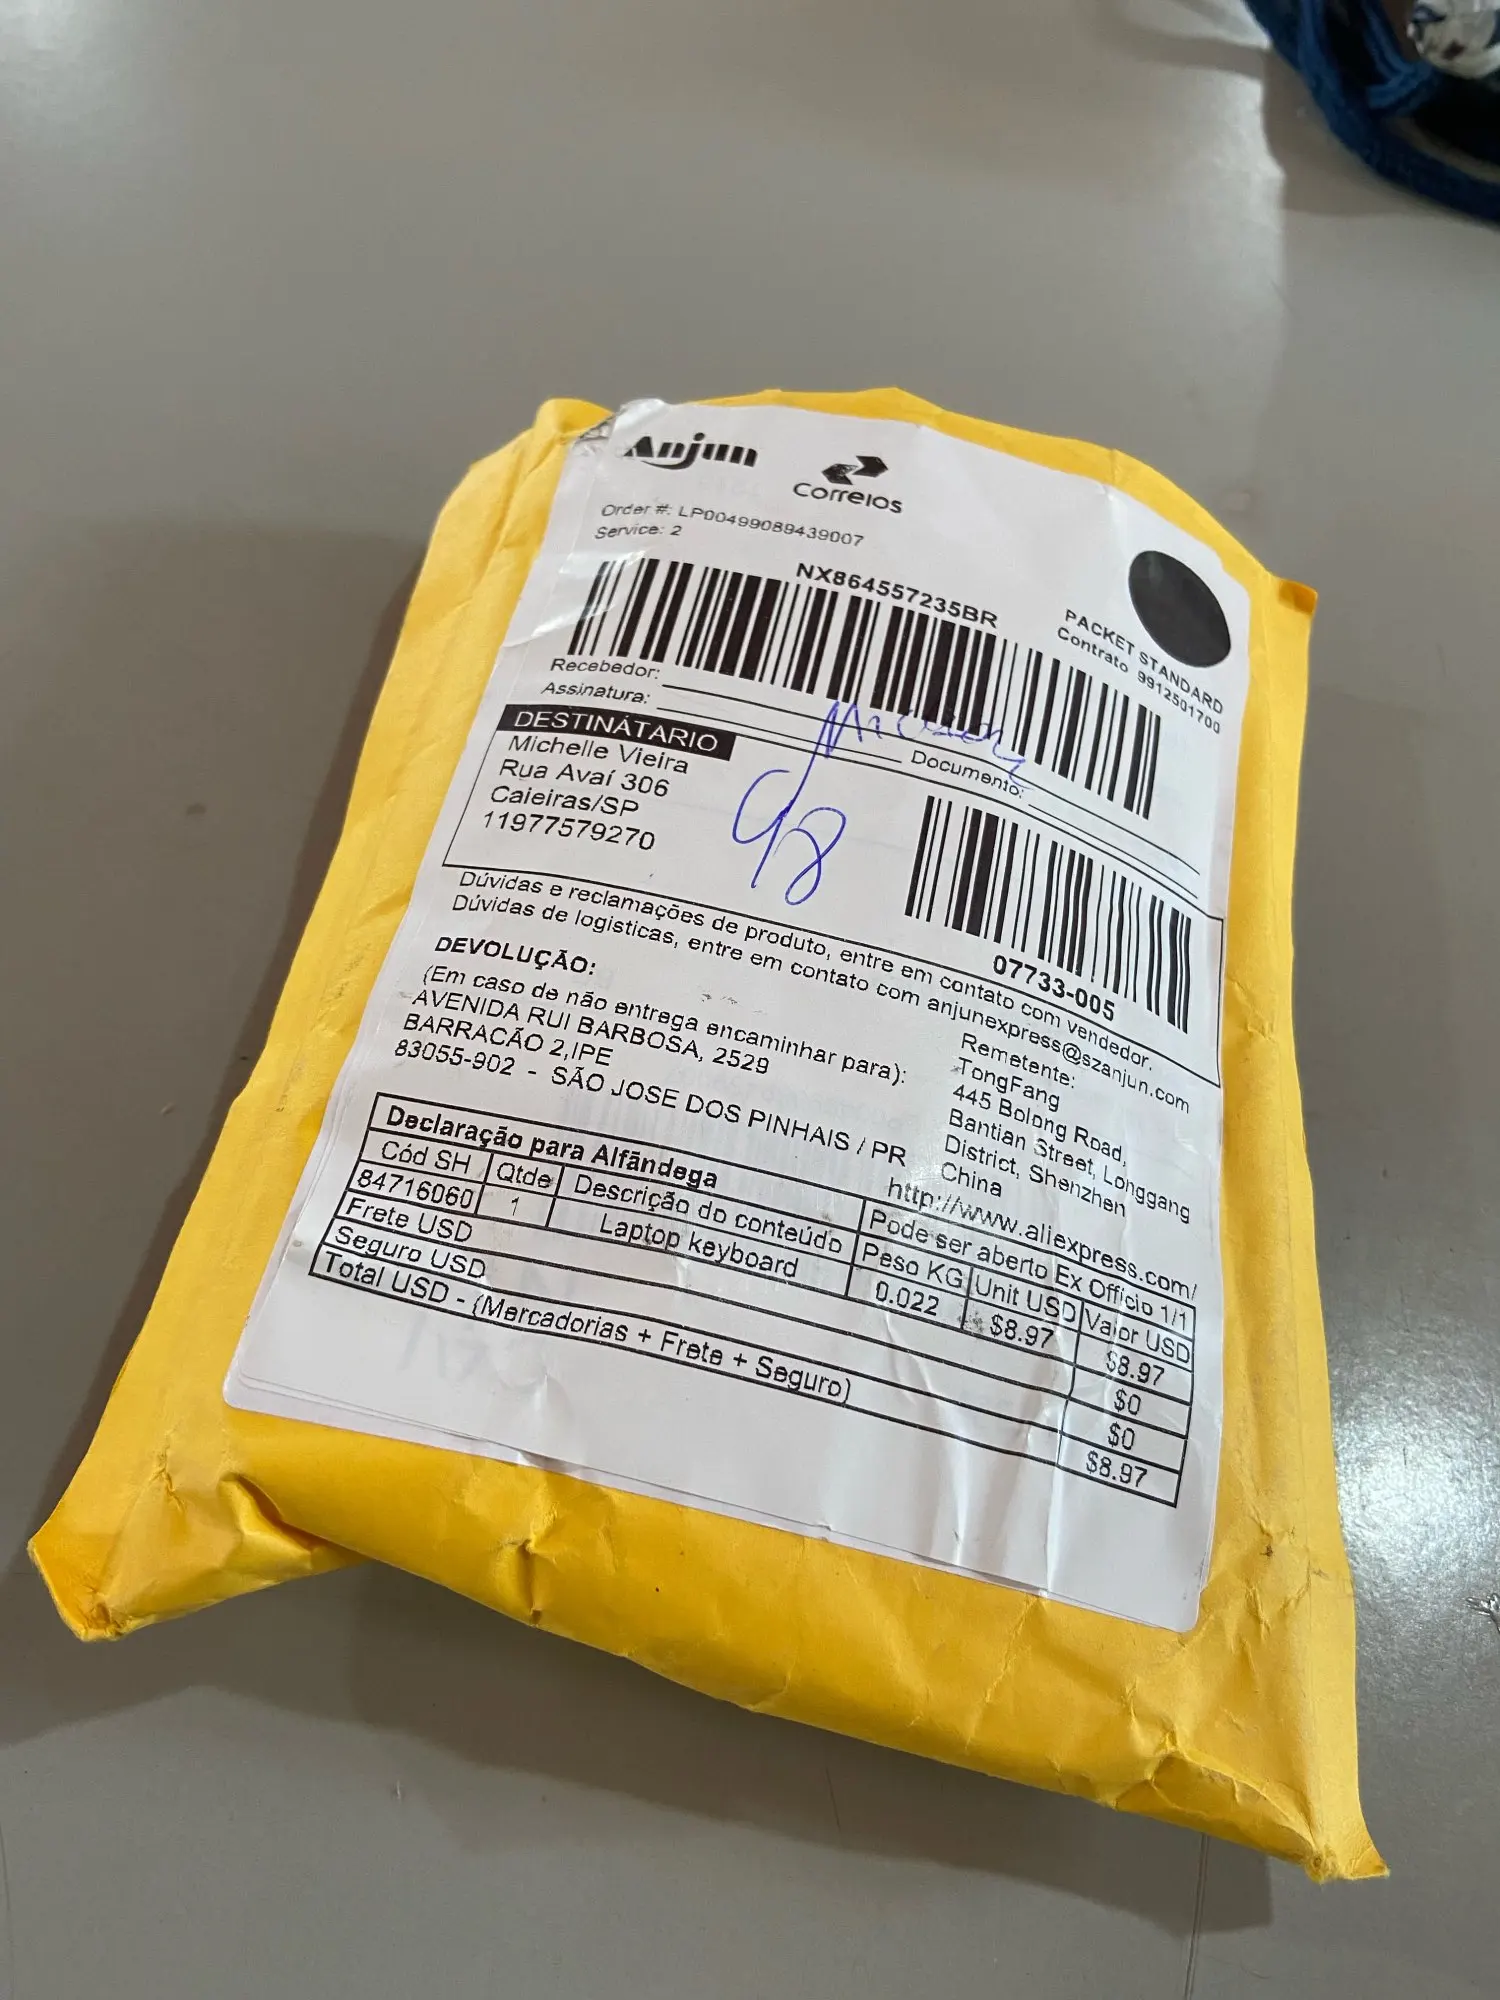 Anjun
Correios
Order #: LP00499089439007
Service: 2
NX864557235BR
PACKET STANDARD
Contrato 9912501700
Recebedor:
Assinatura:
Documento:
DESTINÁTARIO
Michelle Vieira
Rua Avaí 306
Caieiras/SP
11977579270
98
07733-005
Dúvidas e reclamações de produto, entre em contato com vendedor.
Dúvidas de logísticas, entre em contato com anjunexpress@szanjun.com
DEVOLUÇÃO:
(Em caso de não entrega encaminhar para):
AVENIDA RUI BARBOSA, 2529
BARRACÃO 2,IPE
83055-902 - SÃO JOSE DOS PINHAIS / PR
Remetente:
TongFang
445 Bolong Road,
Bantian Street, Longgang
District, Shenzhen
China
http://www.aliexpress.com/
Declaração para Alfândega
Pode ser aberto Ex Officio 1/1
Cód SH Qtde Descrição do conteúdo Peso KG Unit USD Valor USD
84716060 1 Laptop keyboard 0.022 $8.97 $8.97
Frete USD $0
Seguro USD $0
Total USD - (Mercadorias + Frete + Seguro) $8.97